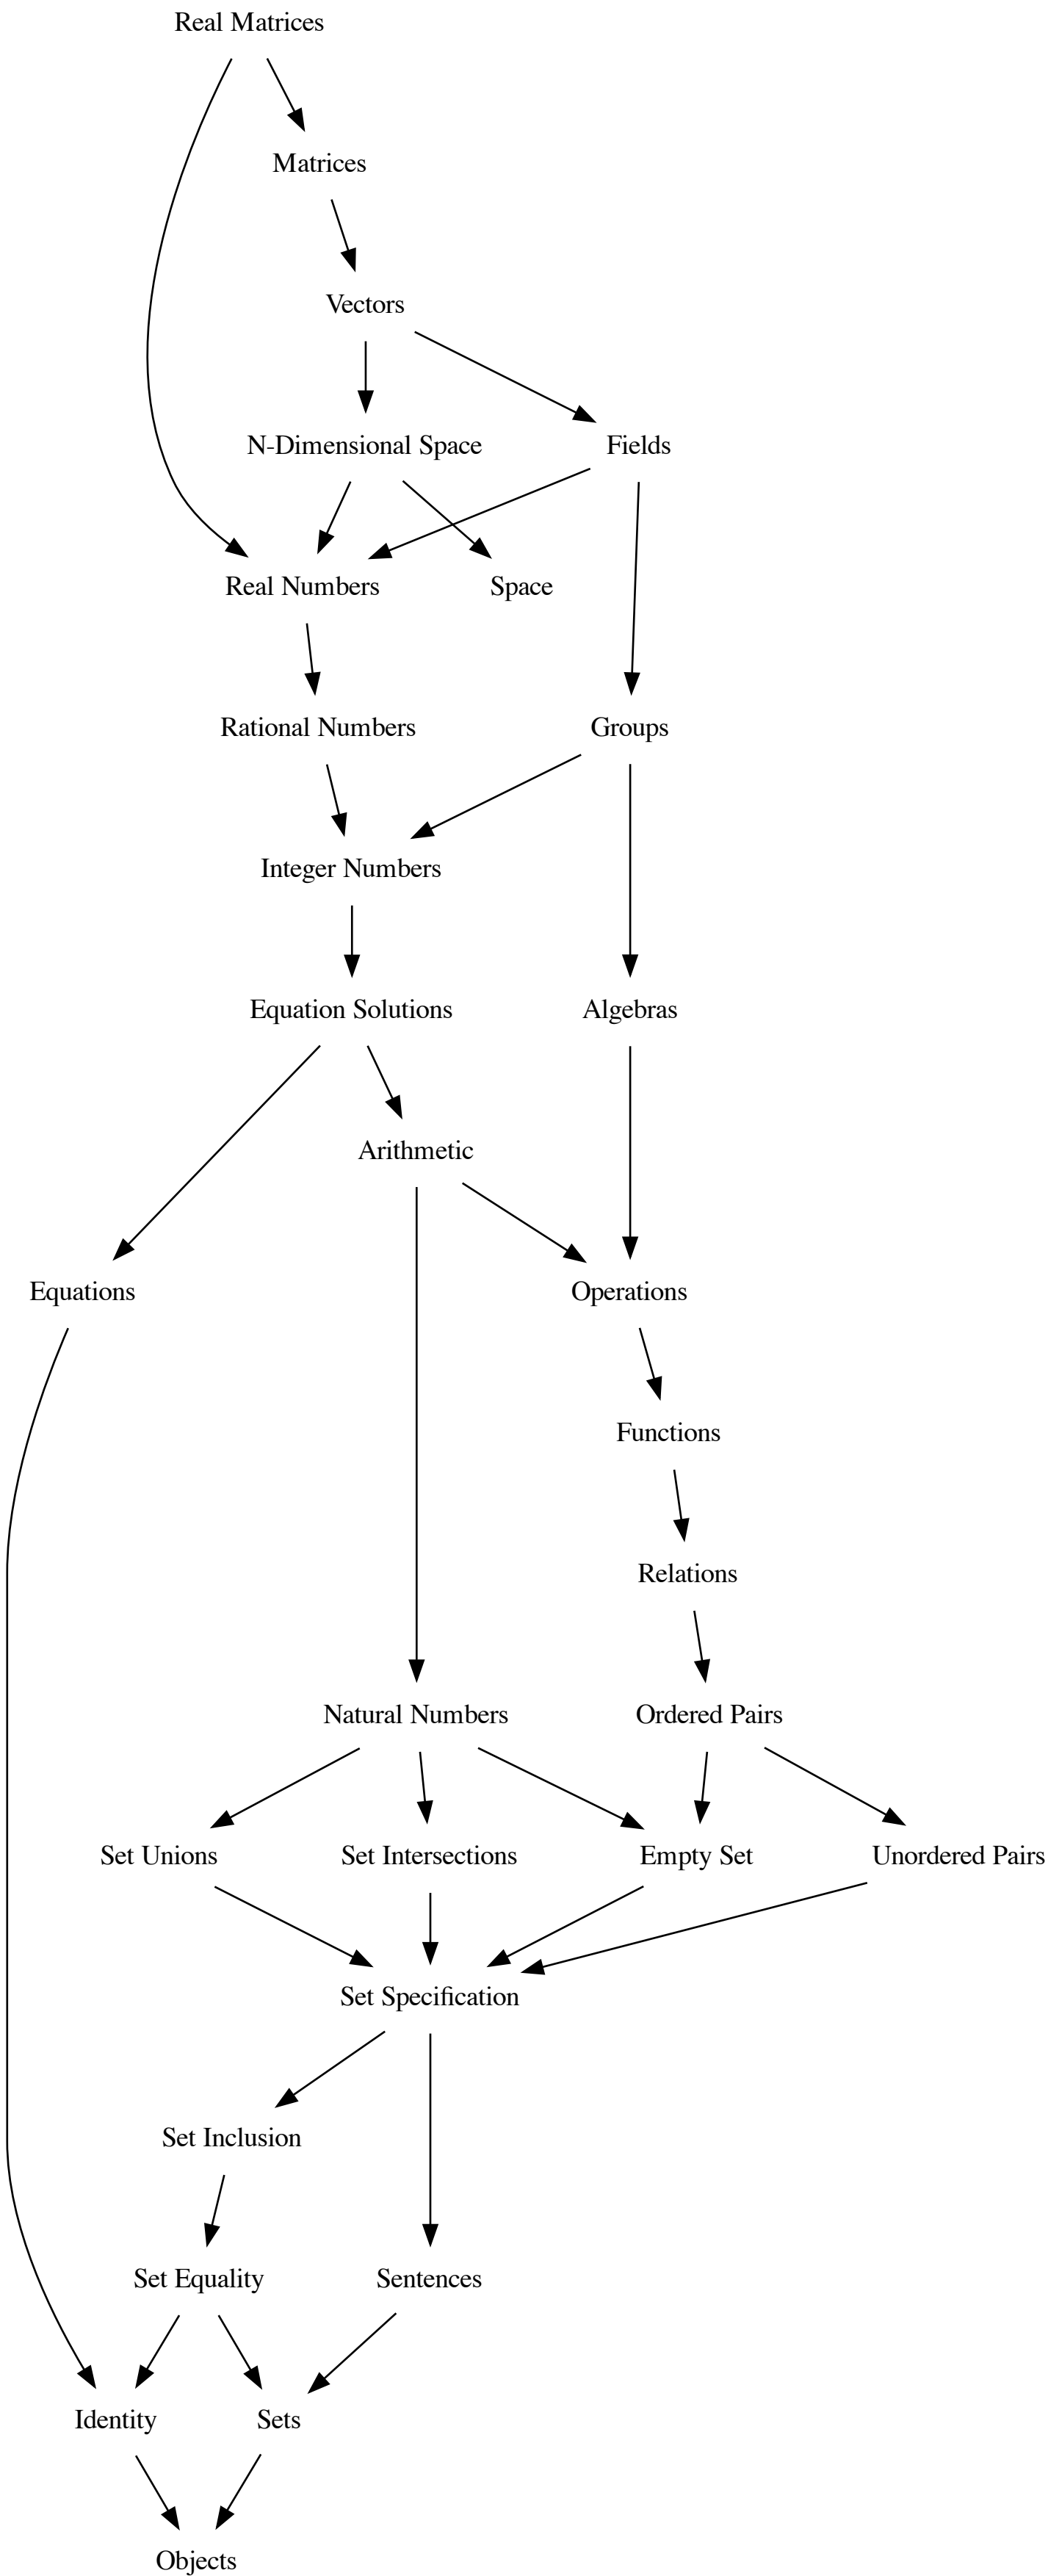 Real Matrices
Matrices
Vectors
N-Dimensional Space
Fields
Real Numbers
Space
Rational Numbers
Groups
Integer Numbers
Equation Solutions
Algebras
Arithmetic
Equations
Operations
Functions
Relations
Natural Numbers
Ordered Pairs
Set Unions
Set Intersections
Empty Set
Unordered Pairs
Set Specification
Set Inclusion
Set Equality
Sentences
Identity
Sets
Objects